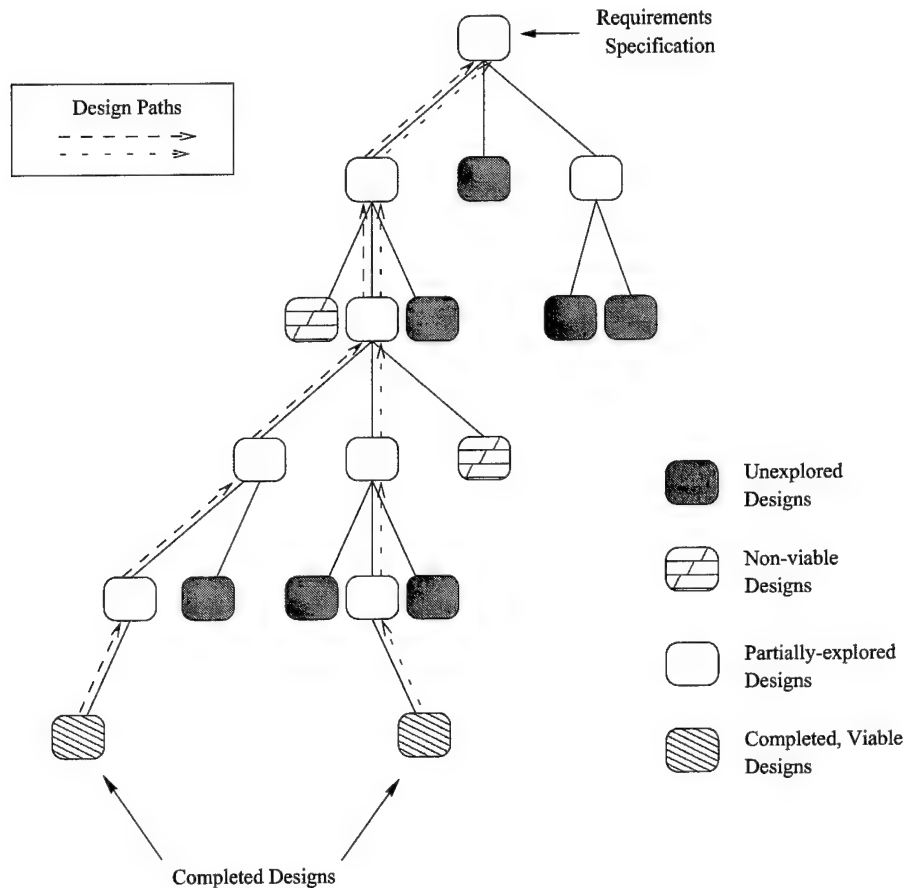 Requirements
Specification
Design Paths
Unexplored
Designs
Non-viable
Designs
Partially-explored
Designs
Completed, Viable
Designs
Completed Designs